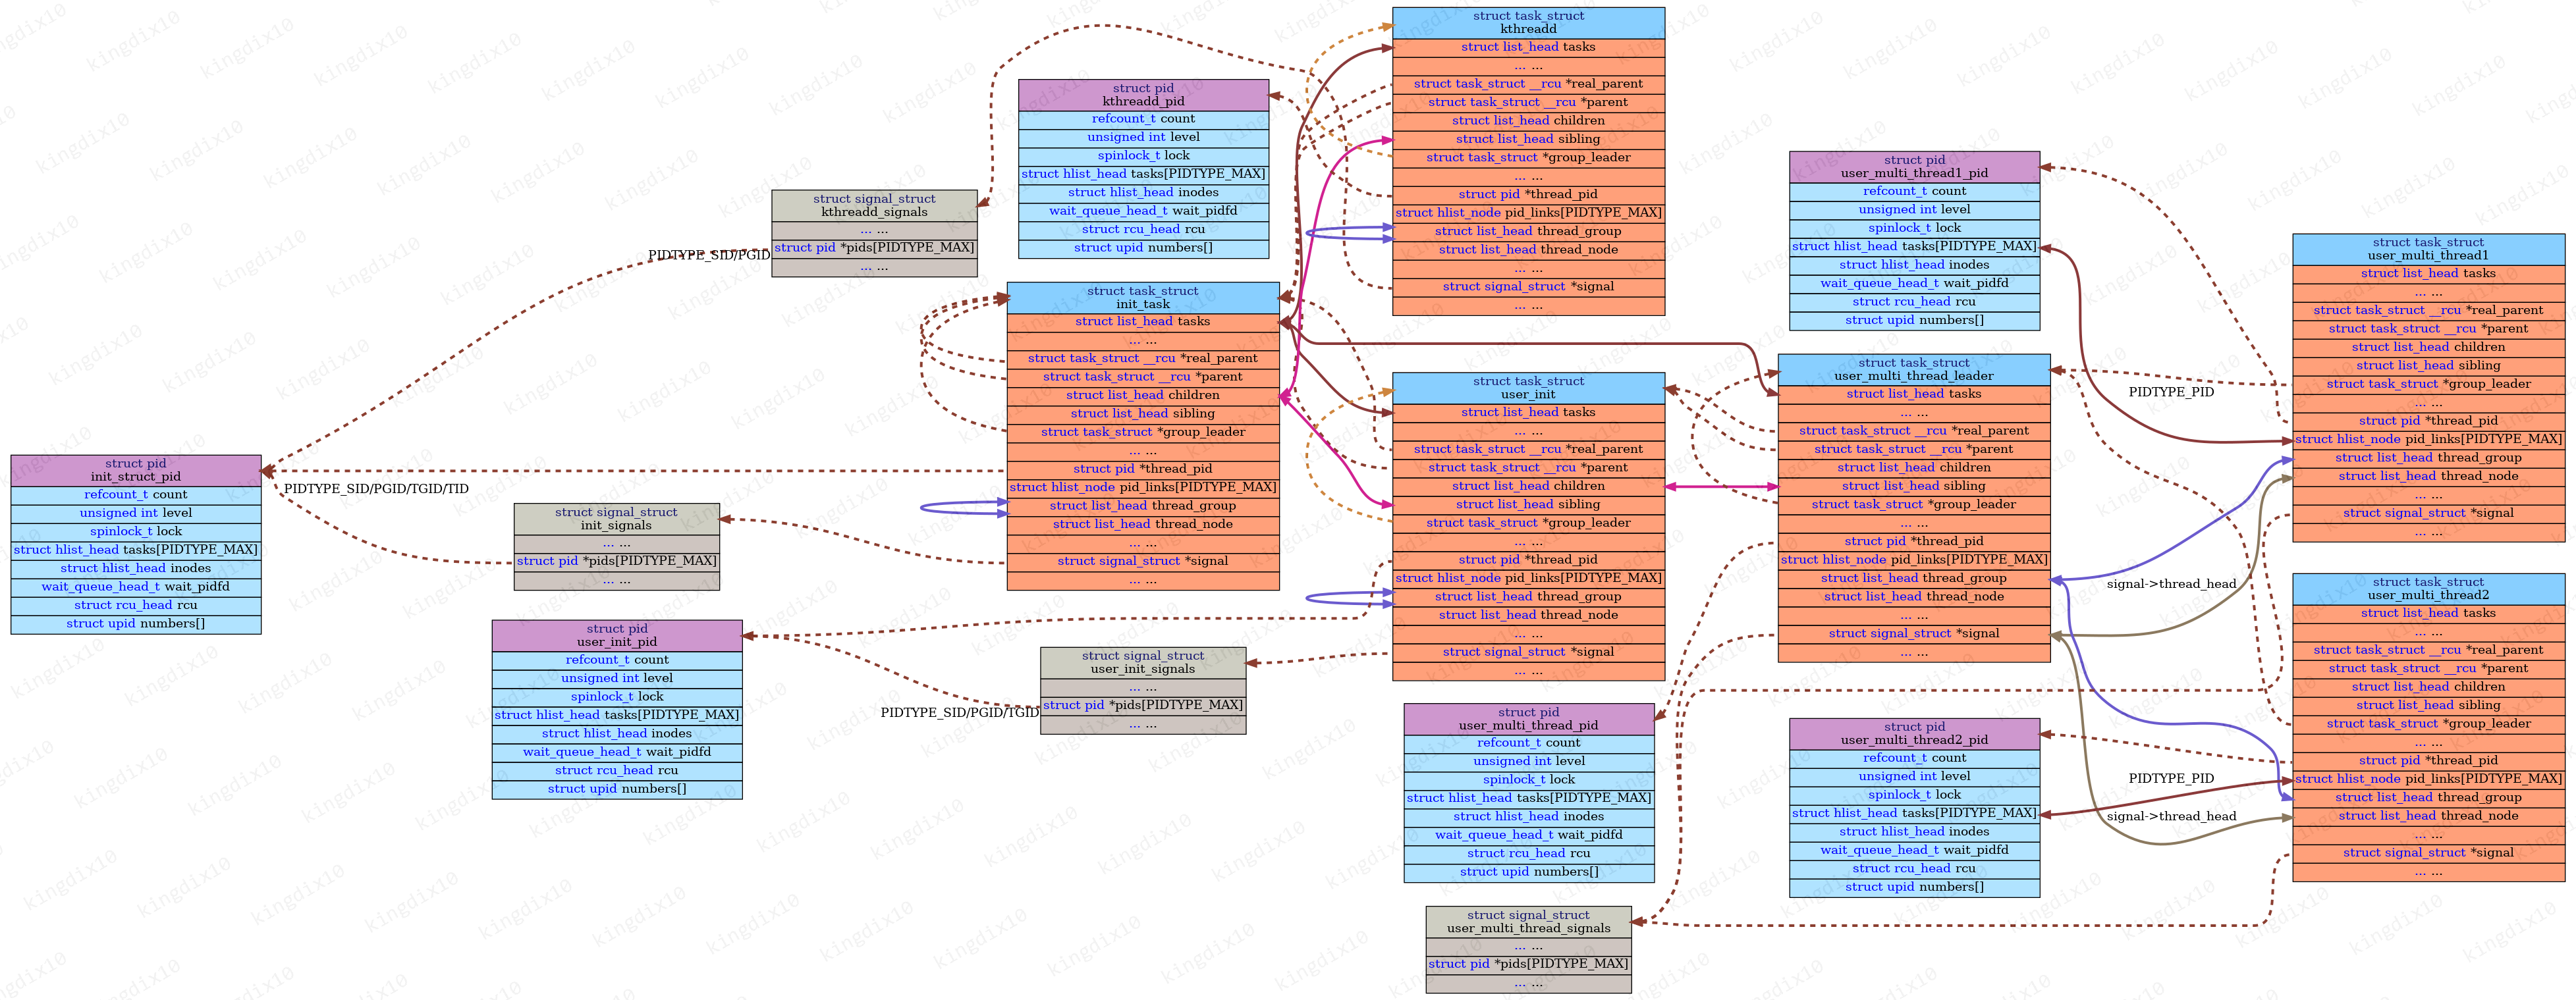 struct task_struct
kthreadd
struct list_head tasks
... ...
struct task_struct __rcu *real_parent
struct task_struct __rcu *parent
struct list_head children
struct list_head sibling
struct task_struct *group_leader
... ...
struct pid *thread_pid
struct hlist_node pid_links[PIDTYPE_MAX]
struct list_head thread_group
struct list_head thread_node
... ...
struct signal_struct *signal
... ...
struct pid
kthreadd_pid
refcount_t count
unsigned int level
spinlock_t lock
struct hlist_head tasks[PIDTYPE_MAX]
struct hlist_head inodes
wait_queue_head_t wait_pidfd
struct rcu_head rcu
struct upid numbers[]
struct signal_struct
kthreadd_signals
... ...
struct pid *pids[PIDTYPE_MAX]
... ...
PIDTYPE_SID/PGID
struct task_struct
init_task
struct list_head tasks
... ...
struct task_struct __rcu *real_parent
struct task_struct __rcu *parent
struct list_head children
struct list_head sibling
struct task_struct *group_leader
... ...
struct pid *thread_pid
struct hlist_node pid_links[PIDTYPE_MAX]
struct list_head thread_group
struct list_head thread_node
... ...
struct signal_struct *signal
... ...
struct pid
init_struct_pid
refcount_t count
unsigned int level
spinlock_t lock
struct hlist_head tasks[PIDTYPE_MAX]
struct hlist_head inodes
wait_queue_head_t wait_pidfd
struct rcu_head rcu
struct upid numbers[]
PIDTYPE_SID/PGID/TGID/TID
struct signal_struct
init_signals
... ...
struct pid *pids[PIDTYPE_MAX]
... ...
struct pid
user_init_pid
refcount_t count
unsigned int level
spinlock_t lock
struct hlist_head tasks[PIDTYPE_MAX]
struct hlist_head inodes
wait_queue_head_t wait_pidfd
struct rcu_head rcu
struct upid numbers[]
PIDTYPE_SID/PGID/TGID
struct signal_struct
user_init_signals
... ...
struct pid *pids[PIDTYPE_MAX]
... ...
struct task_struct
user_init
struct list_head tasks
... ...
struct task_struct __rcu *real_parent
struct task_struct __rcu *parent
struct list_head children
struct list_head sibling
struct task_struct *group_leader
... ...
struct pid *thread_pid
struct hlist_node pid_links[PIDTYPE_MAX]
struct list_head thread_group
struct list_head thread_node
... ...
struct signal_struct *signal
... ...
struct pid
user_multi_thread_pid
refcount_t count
unsigned int level
spinlock_t lock
struct hlist_head tasks[PIDTYPE_MAX]
struct hlist_head inodes
wait_queue_head_t wait_pidfd
struct rcu_head rcu
struct upid numbers[]
struct signal_struct
user_multi_thread_signals
... ...
struct pid *pids[PIDTYPE_MAX]
... ...
struct pid
user_multi_thread1_pid
refcount_t count
unsigned int level
spinlock_t lock
struct hlist_head tasks[PIDTYPE_MAX]
struct hlist_head inodes
wait_queue_head_t wait_pidfd
struct rcu_head rcu
struct upid numbers[]
struct task_struct
user_multi_thread_leader
struct list_head tasks
... ...
struct task_struct __rcu *real_parent
struct task_struct __rcu *parent
struct list_head children
struct list_head sibling
struct task_struct *group_leader
... ...
struct pid *thread_pid
struct hlist_node pid_links[PIDTYPE_MAX]
struct list_head thread_group
struct list_head thread_node
... ...
struct signal_struct *signal
... ...
struct pid
user_multi_thread2_pid
refcount_t count
unsigned int level
spinlock_t lock
struct hlist_head tasks[PIDTYPE_MAX]
struct hlist_head inodes
wait_queue_head_t wait_pidfd
struct rcu_head rcu
struct upid numbers[]
PIDTYPE_PID
signal->thread_head
PIDTYPE_PID
signal->thread_head
struct task_struct
user_multi_thread1
struct list_head tasks
... ...
struct task_struct __rcu *real_parent
struct task_struct __rcu *parent
struct list_head children
struct list_head sibling
struct task_struct *group_leader
... ...
struct pid *thread_pid
struct hlist_node pid_links[PIDTYPE_MAX]
struct list_head thread_group
struct list_head thread_node
... ...
struct signal_struct *signal
... ...
struct task_struct
user_multi_thread2
struct list_head tasks
... ...
struct task_struct __rcu *real_parent
struct task_struct __rcu *parent
struct list_head children
struct list_head sibling
struct task_struct *group_leader
... ...
struct pid *thread_pid
struct hlist_node pid_links[PIDTYPE_MAX]
struct list_head thread_group
struct list_head thread_node
... ...
struct signal_struct *signal
... ...
kingdix10